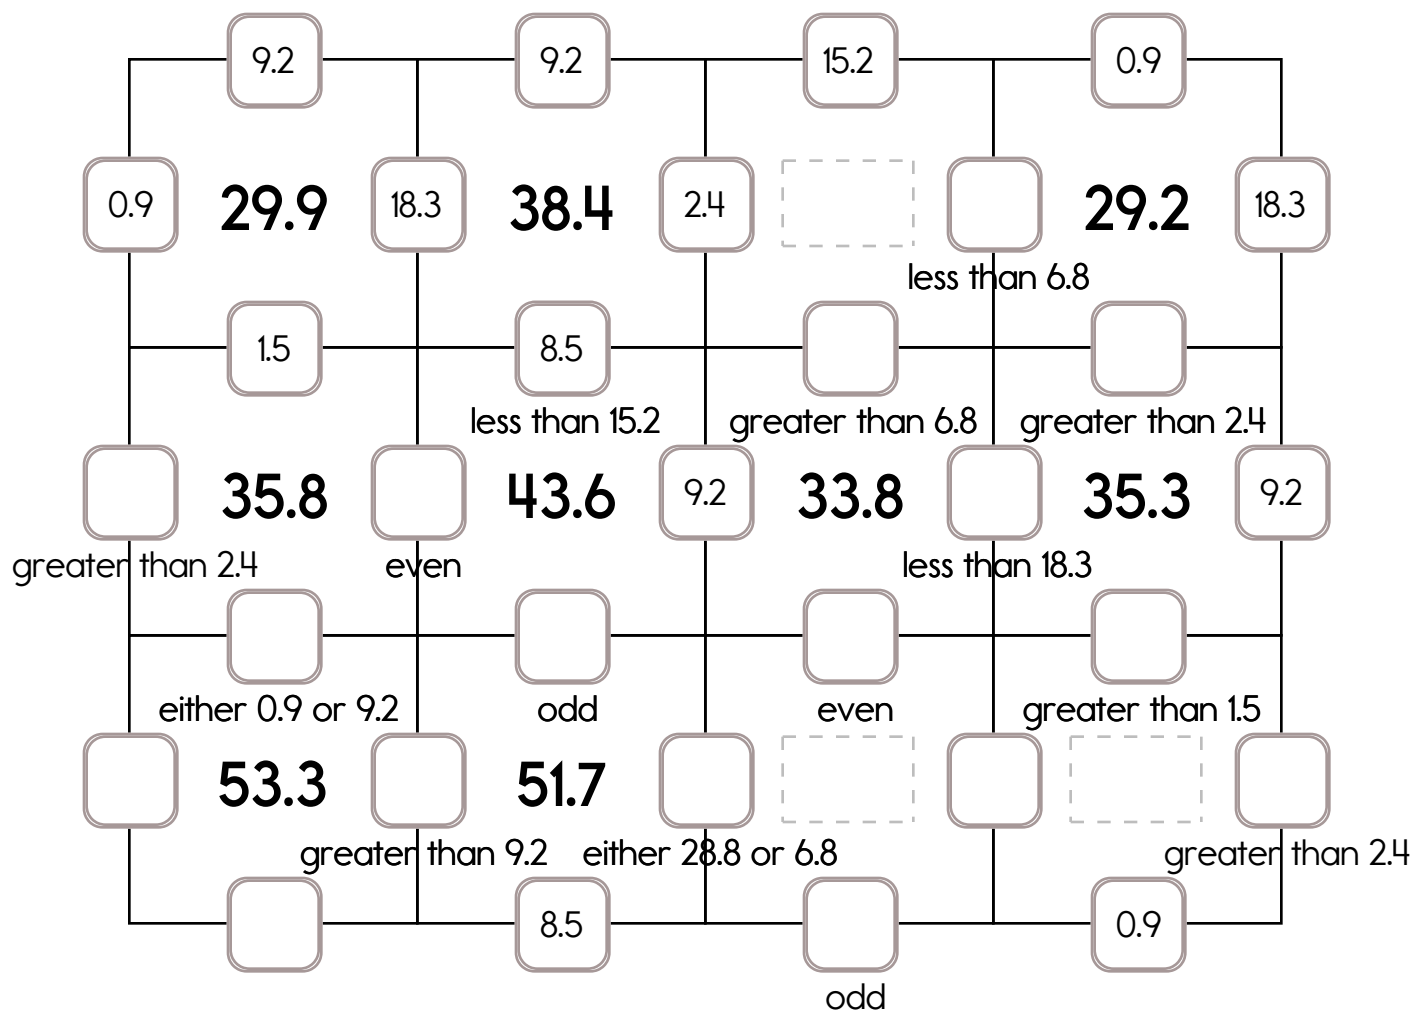 9.2 9.2 15.2 0.9
0.9 29.9 18.3 38.4 2.4 29.2 18.3
less than 6.8
1.5 8.5
less than 15.2 greater than 6.8 greater than 2.4
35.8 43.6 9.2 33.8 35.3 9.2
greater than 2.4 even less than 18.3
either 0.9 or 9.2 odd even greater than 1.5
53.3 51.7
greater than 9.2 either 28.8 or 6.8 greater than 2.4
8.5 0.9
odd